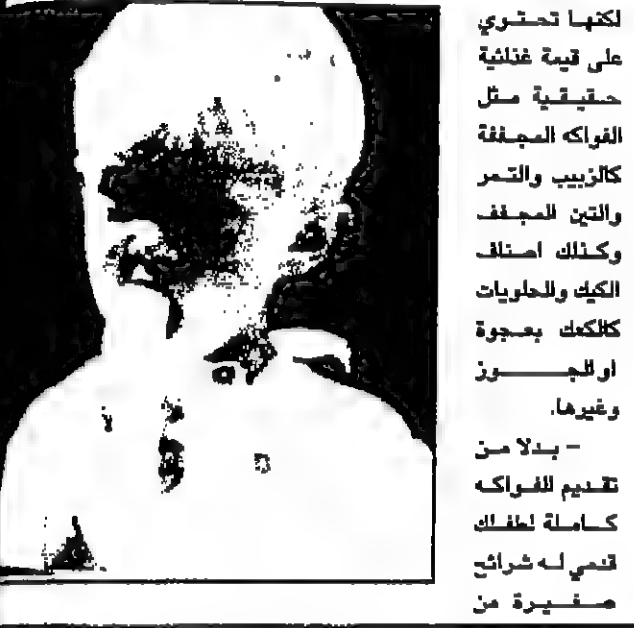 لكنها تحتوي
على قيمة غذائية
حقيقية مثل
الفواكه المجففة
كالزبيب والتمر
والتين المجفف
وكذلك اصناف
الكيك والحلويات
كالكعك بعجوة
او الجوز
وغيرها.
– بدلا من
تقديم الفواكه
كاملة لطفلك
قدمي له شرائح
صغيرة من